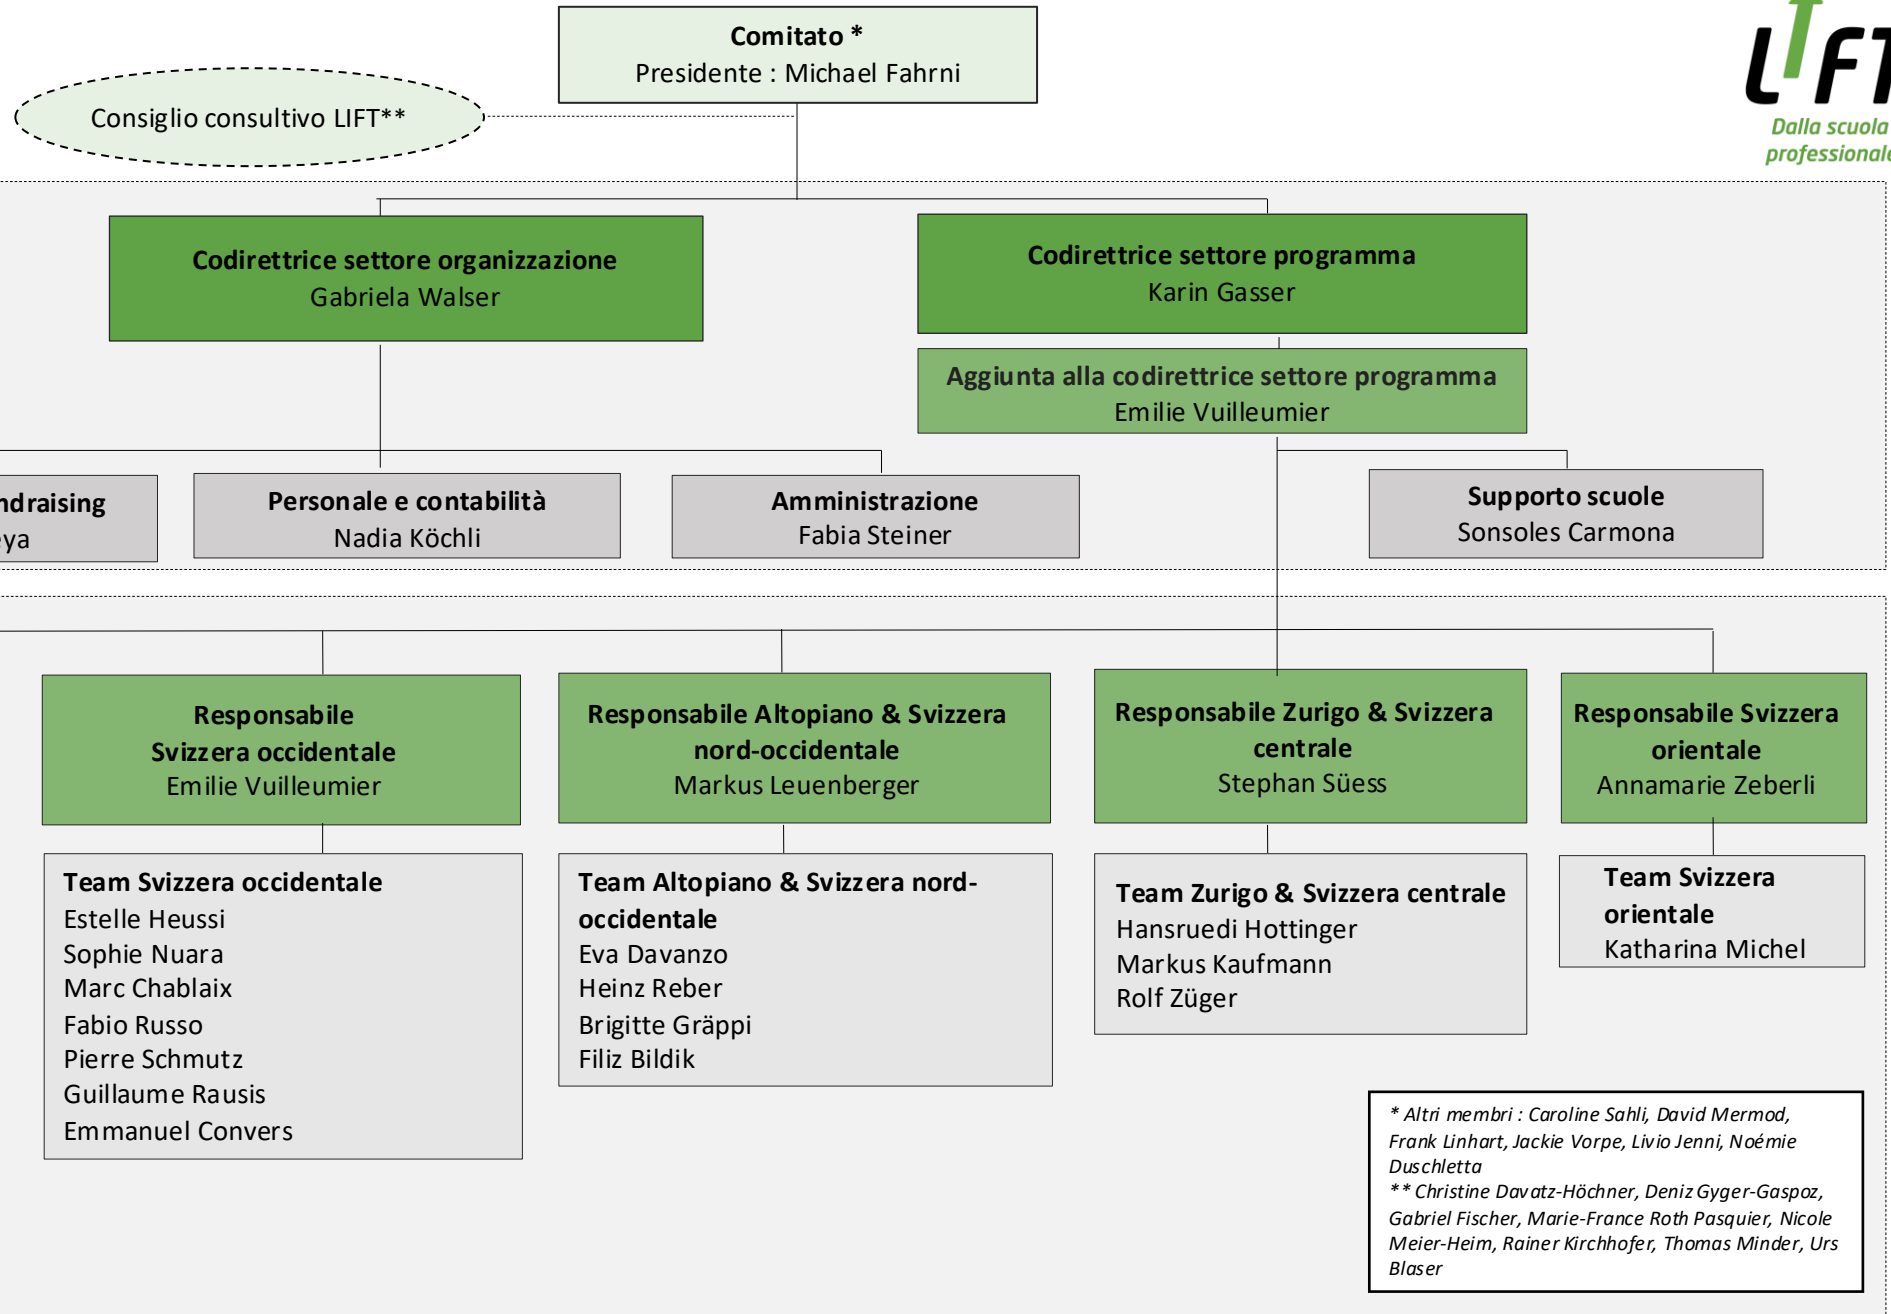 Comitato *
Presidente : Michael Fahrni
Consiglio consultivo LIFT**
LIFT
Dalla scuola
professionale
Codirettrice settore organizzazione
Gabriela Walser
Codirettrice settore programma
Karin Gasser
Aggiunta alla codirettrice settore programma
Emilie Vuilleumier
Personale e contabilità
Nadia Köchli
Amministrazione
Fabia Steiner
Supporto scuole
Sonsoles Carmona
Responsabile
Svizzera occidentale
Emilie Vuilleumier
Responsabile Altopiano & Svizzera
nord-occidentale
Markus Leuenberger
Responsabile Zurigo & Svizzera
centrale
Stephan Süess
Responsabile Svizzera
orientale
Annamarie Zeberli
Team Svizzera occidentale
Estelle Heussi
Sophie Nuara
Marc Chablaix
Fabio Russo
Pierre Schmutz
Guillaume Rausis
Emmanuel Convers
Team Altopiano & Svizzera nord-
occidentale
Eva Davanzo
Heinz Reber
Brigitte Gräppi
Filiz Bildik
Team Zurigo & Svizzera centrale
Hansruedi Hottinger
Markus Kaufmann
Rolf Züger
Team Svizzera
orientale
Katharina Michel
* Altri membri : Caroline Sahli, David Mermod,
Frank Linhart, Jackie Vorpe, Livio Jenni, Noémie
Duschletta
** Christine Davatz-Höchner, Deniz Gyger-Gaspoz,
Gabriel Fischer, Marie-France Roth Pasquier, Nicole
Meier-Heim, Rainer Kirchhofer, Thomas Minder, Urs
Blaser